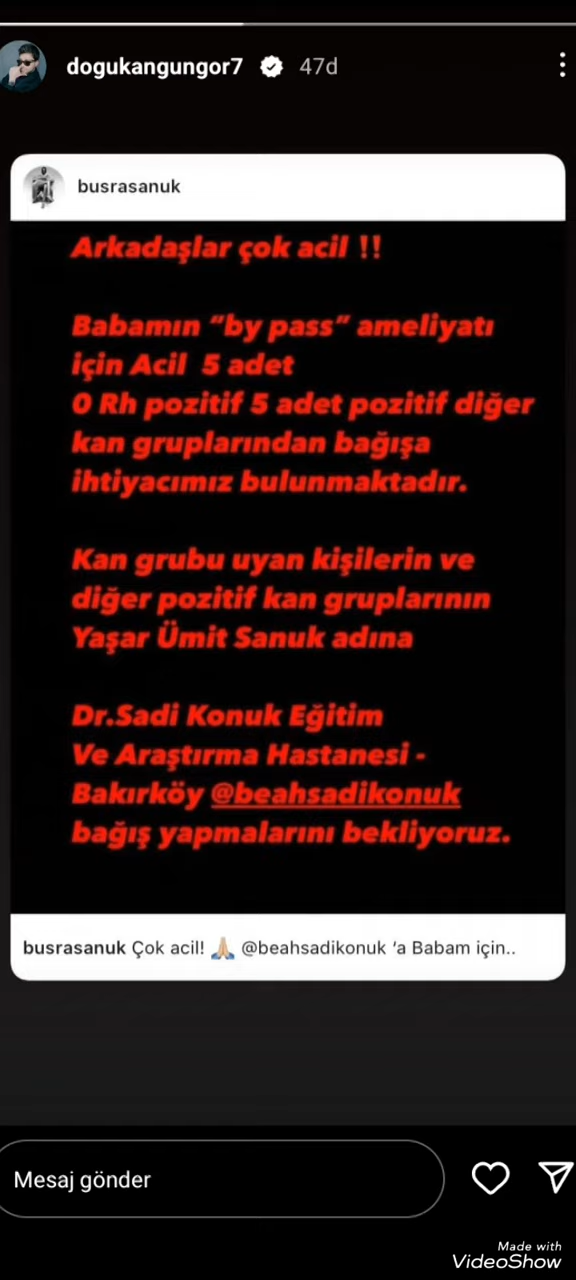 dogukangungor7 47d
busrasanuk
Arkadaşlar çok acil !!
Babamın “by pass” ameliyatı
için Acil 5 adet
0 Rh pozitif 5 adet pozitif diğer
kan gruplarından bağışa
ihtiyacımız bulunmaktadır.
Kan grubu uyan kişilerin ve
diğer pozitif kan gruplarının
Yaşar Ümit Sanuk adına
Dr.Sadi Konuk Eğitim
Ve Araştırma Hastanesi -
Bakırköy @beahsadikonuk
bağış yapmalarını bekliyoruz.
busrasanuk Çok acil! 🙏🏼 @beahsadikonuk ‘a Babam için..
Mesaj gönder
Made with
VideoShow